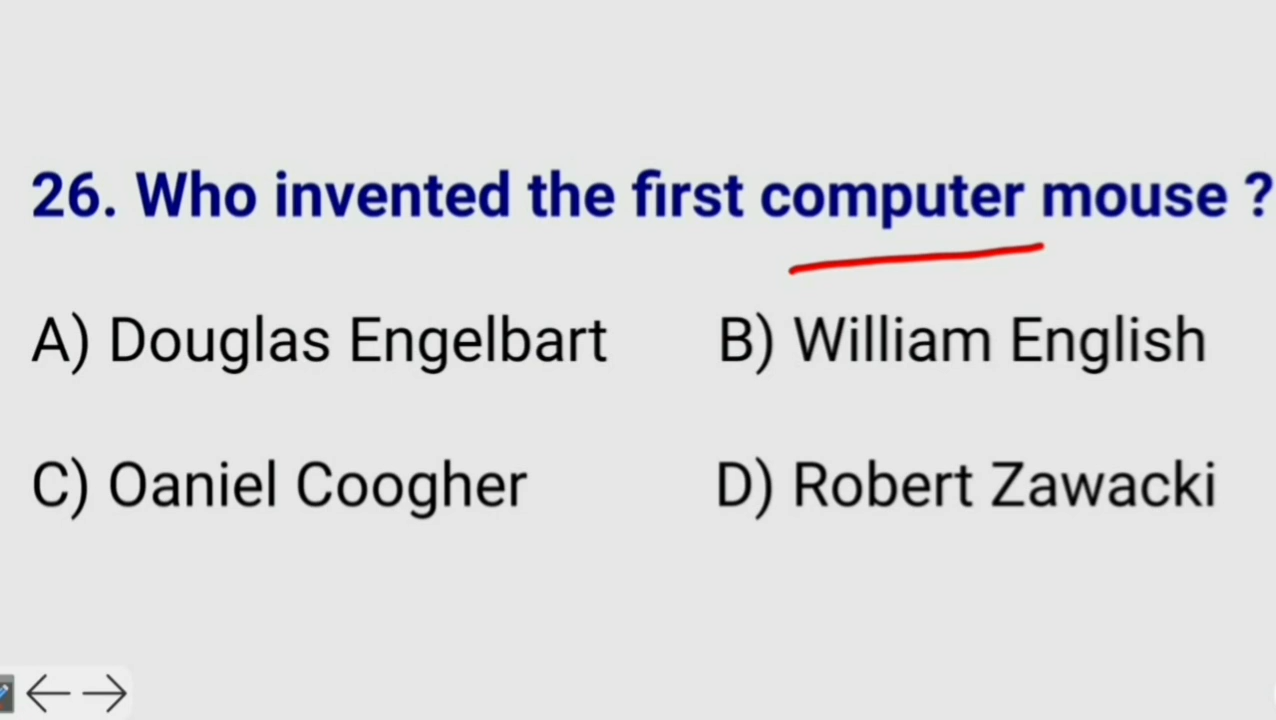 26. Who invented the first computer mouse ?
A) Douglas Engelbart B) William English
C) Oaniel Coogher D) Robert Zawacki